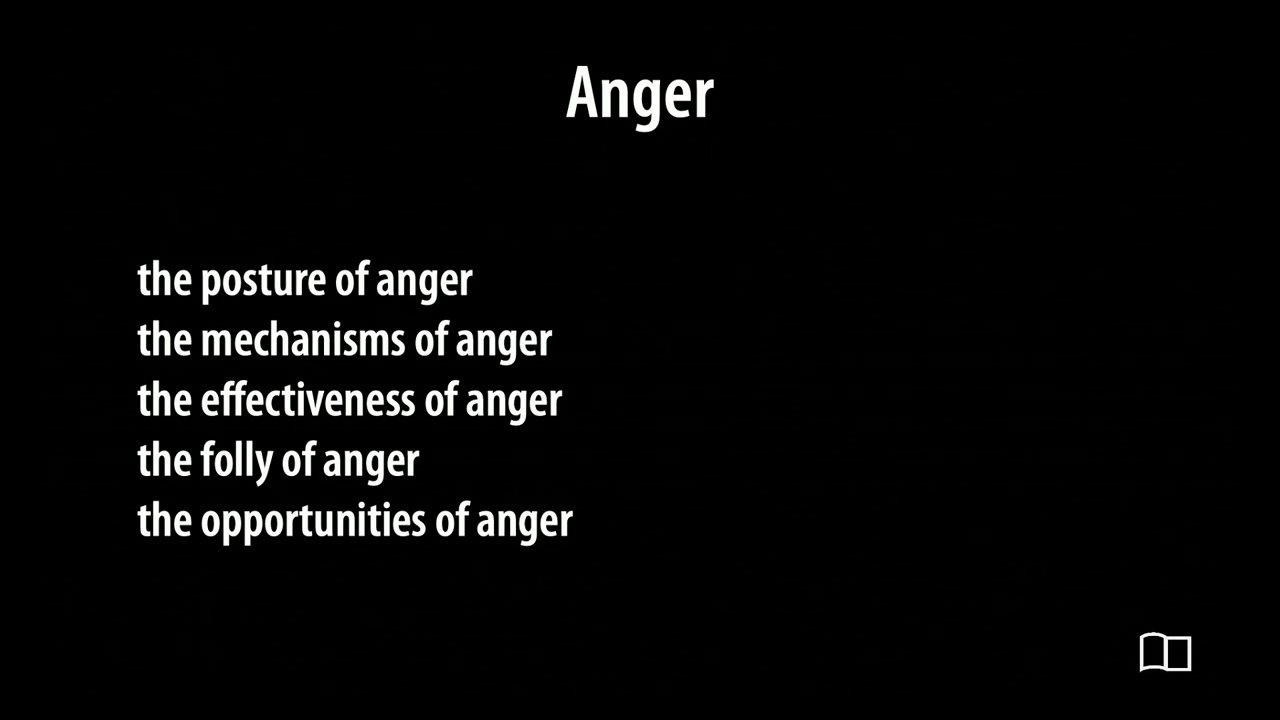 Anger
the posture of anger
the mechanisms of anger
the effectiveness of anger
the folly of anger
the opportunities of anger